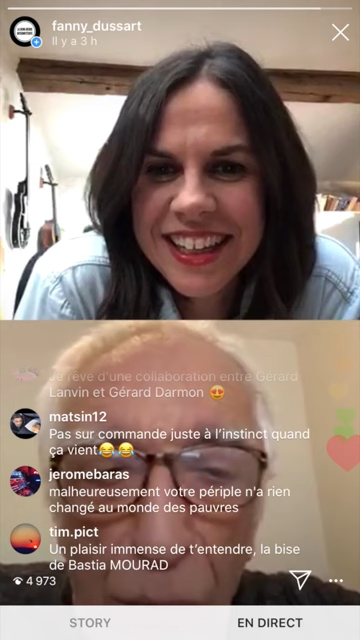 fanny_dussart
Il y a 3 h
rêve d'une collaboration entre Gérard
Lanvin et Gérard Darmon 😍
matsin12
Pas sur commande juste à l'instinct quand
ça vient😂😂
jeromebaras
malheureusement votre périple n'a rien
changé au monde des pauvres
tim.pict
Un plaisir immense de t'entendre, la bise
de Bastia MOURAD
4 973
STORY
EN DIRECT